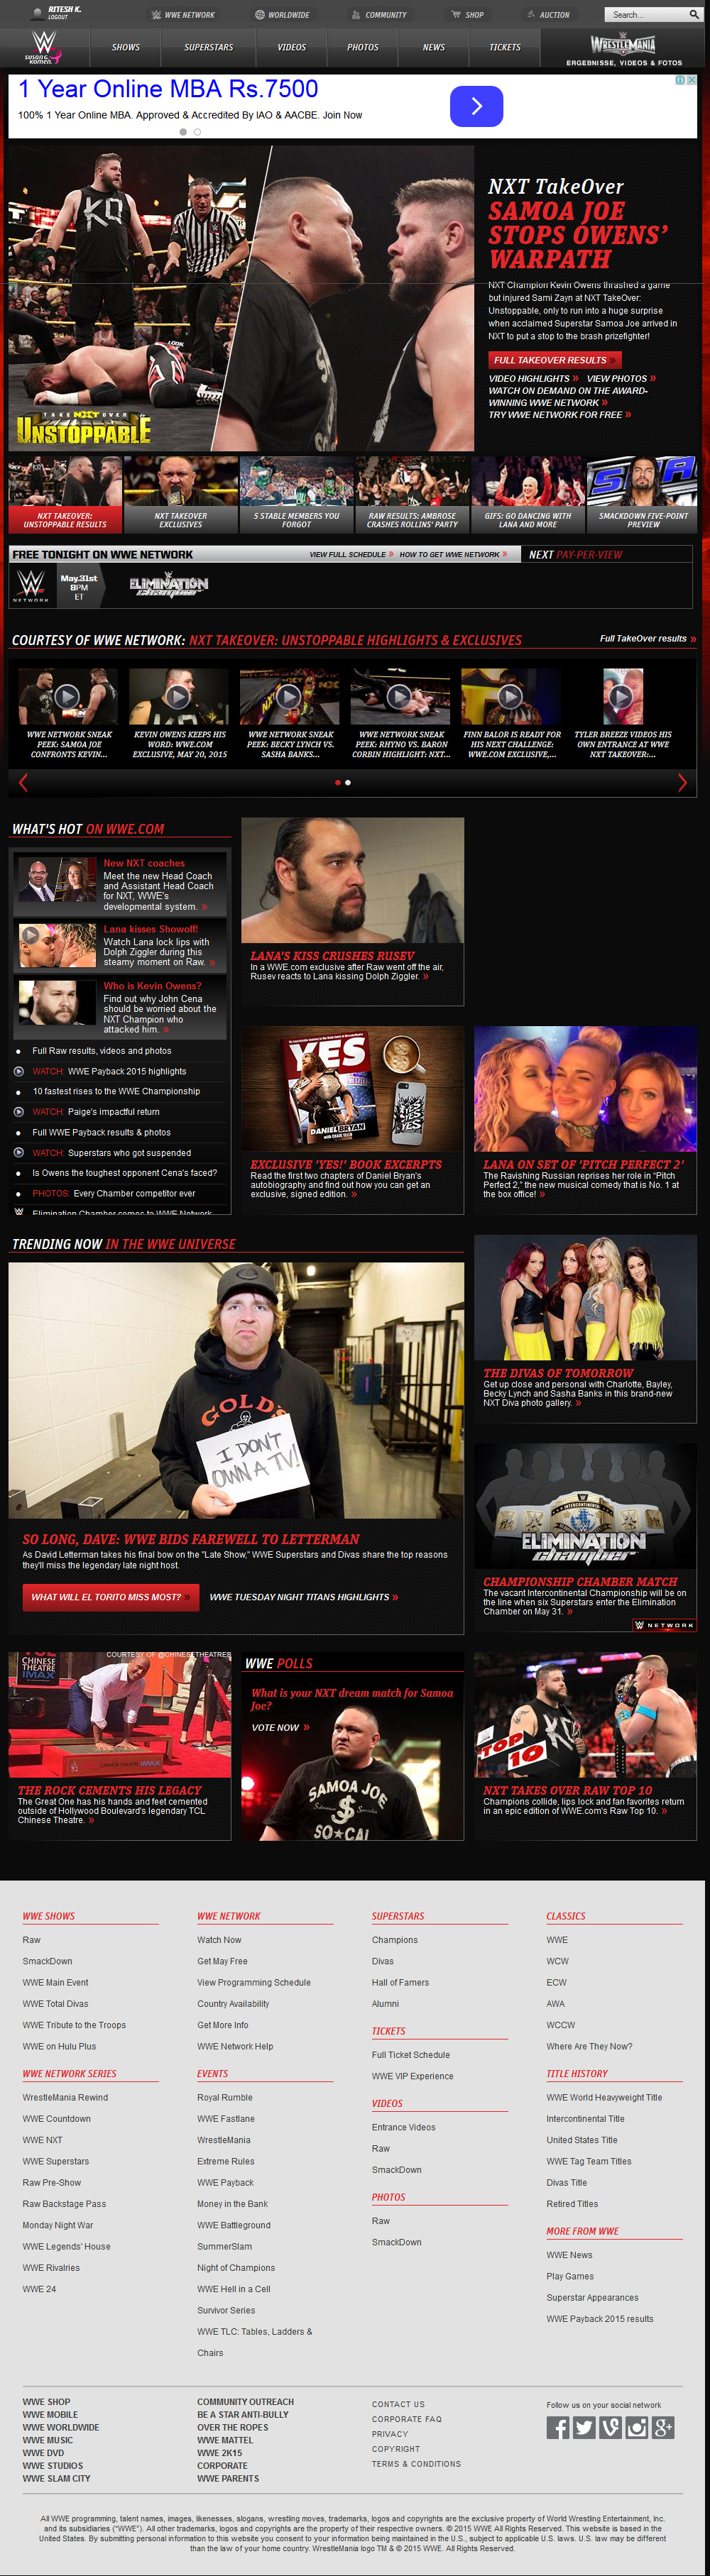 RITESH K.
LOGOUT
WWE NETWORK
WORLDWIDE
COMMUNITY
SHOP
AUCTION
Search...
SHOWS
SUPERSTARS
VIDEOS
PHOTOS
NEWS
TICKETS
WRESTLEMANIA
ERGEBNISSE, VIDEOS & FOTOS
1 Year Online MBA Rs.7500
100% 1 Year Online MBA. Approved & Accredited By IAO & AACBE. Join Now
NXT TakeOver
SAMOA JOE
STOPS OWENS'
WARPATH
NXT Champion Kevin Owens thrashed a game
but injured Sami Zayn at NXT TakeOver:
Unstoppable, only to run into a huge surprise
when acclaimed Superstar Samoa Joe arrived in
NXT to put a stop to the brash prizefighter!
FULL TAKEOVER RESULTS »
VIDEO HIGHLIGHTS » VIEW PHOTOS »
WATCH ON DEMAND ON THE AWARD-
WINNING WWE NETWORK »
TRY WWE NETWORK FOR FREE »
KO
TAKE NXT OVER
UNSTOPPABLE
NXT TAKEOVER:
UNSTOPPABLE RESULTS
NXT TAKEOVER
EXCLUSIVES
5 STABLE MEMBERS YOU
FORGOT
RAW RESULTS: AMBROSE
CRASHES ROLLINS' PARTY
GIFS: GO DANCING WITH
LANA AND MORE
SMACKDOWN FIVE-POINT
PREVIEW
FREE TONIGHT ON WWE NETWORK
VIEW FULL SCHEDULE »
HOW TO GET WWE NETWORK »
NEXT PAY-PER-VIEW
NETWORK
May.31st
8PM
ET
ELIMINATION
Chamber
COURTESY OF WWE NETWORK: NXT TAKEOVER: UNSTOPPABLE HIGHLIGHTS & EXCLUSIVES
Full TakeOver results »
WWE NETWORK SNEAK
PEEK: SAMOA JOE
CONFRONTS KEVIN...
KEVIN OWENS KEEPS HIS
WORD: WWE.COM
EXCLUSIVE, MAY 20, 2015
WWE NETWORK SNEAK
PEEK: BECKY LYNCH VS.
SASHA BANKS...
WWE NETWORK SNEAK
PEEK: RHYNO VS. BARON
CORBIN HIGHLIGHT: NXT...
FINN BALOR IS READY FOR
HIS NEXT CHALLENGE:
WWE.COM EXCLUSIVE,...
TYLER BREEZE VIDEOS HIS
OWN ENTRANCE AT WWE
NXT TAKEOVER:...
WHAT'S HOT ON WWE.COM
New NXT coaches
Meet the new Head Coach
and Assistant Head Coach
for NXT, WWE's
developmental system. »
Lana kisses Showoff!
Watch Lana lock lips with
Dolph Ziggler during this
steamy moment on Raw. »
Who is Kevin Owens?
Find out why John Cena
should be worried about the
NXT Champion who
attacked him. »
Full Raw results, videos and photos
WATCH: WWE Payback 2015 highlights
10 fastest rises to the WWE Championship
WATCH: Paige's impactful return
Full WWE Payback results & photos
WATCH: Superstars who got suspended
Is Owens the toughest opponent Cena's faced?
PHOTOS: Every Chamber competitor ever
Elimination Chamber comes to WWE Network
LANA'S KISS CRUSHES RUSEV
In a WWE.com exclusive after Raw went off the air,
Rusev reacts to Lana kissing Dolph Ziggler. »
YES
DANIEL BRYAN
EXCLUSIVE 'YES!' BOOK EXCERPTS
Read the first two chapters of Daniel Bryan's
autobiography and find out how you can get an
exclusive, signed edition. »
LANA ON SET OF 'PITCH PERFECT 2'
The Ravishing Russian reprises her role in "Pitch
Perfect 2," the new musical comedy that is No. 1 at
the box office! »
TRENDING NOW IN THE WWE UNIVERSE
GOLDS
I DON'T
OWN A TV!
SO LONG, DAVE: WWE BIDS FAREWELL TO LETTERMAN
As David Letterman takes his final bow on the "Late Show," WWE Superstars and Divas share the top reasons
they'll miss the legendary late night host.
WHAT WILL EL TORITO MISS MOST? »
WWE TUESDAY NIGHT TITANS HIGHLIGHTS »
THE DIVAS OF TOMORROW
Get up close and personal with Charlotte, Bayley,
Becky Lynch and Sasha Banks in this brand-new
NXT Diva photo gallery. »
INTERCONTINENTAL
ELIMINATION
Chamber
CHAMPIONSHIP CHAMBER MATCH
The vacant Intercontinental Championship will be on
the line when six Superstars enter the Elimination
Chamber on May 31. »
NETWORK
COURTESY OF @CHINESETHEATRES
CHINESE
THEATRE
IMAX
THE ROCK CEMENTS HIS LEGACY
The Great One has his hands and feet cemented
outside of Hollywood Boulevard's legendary TCL
Chinese Theatre. »
WWE POLLS
What is your NXT dream match for Samoa
Joe?
VOTE NOW »
SAMOA JOE
SO CAL
TOP
10
NXT TAKES OVER RAW TOP 10
Champions collide, lips lock and fan favorites return
in an epic edition of WWE.com's Raw Top 10. »
WWE SHOWS
Raw
SmackDown
WWE Main Event
WWE Total Divas
WWE Tribute to the Troops
WWE on Hulu Plus
WWE NETWORK SERIES
WrestleMania Rewind
WWE Countdown
WWE NXT
WWE Superstars
Raw Pre-Show
Raw Backstage Pass
Monday Night War
WWE Legends' House
WWE Rivalries
WWE 24
WWE NETWORK
Watch Now
Get May Free
View Programming Schedule
Country Availability
Get More Info
WWE Network Help
EVENTS
Royal Rumble
WWE Fastlane
WrestleMania
Extreme Rules
WWE Payback
Money in the Bank
WWE Battleground
SummerSlam
Night of Champions
WWE Hell in a Cell
Survivor Series
WWE TLC: Tables, Ladders &
Chairs
SUPERSTARS
Champions
Divas
Hall of Famers
Alumni
TICKETS
Full Ticket Schedule
WWE VIP Experience
VIDEOS
Entrance Videos
Raw
SmackDown
PHOTOS
Raw
SmackDown
CLASSICS
WWE
WCW
ECW
AWA
WCCW
Where Are They Now?
TITLE HISTORY
WWE World Heavyweight Title
Intercontinental Title
United States Title
WWE Tag Team Titles
Divas Title
Retired Titles
MORE FROM WWE
WWE News
Play Games
Superstar Appearances
WWE Payback 2015 results
WWE SHOP
WWE MOBILE
WWE WORLDWIDE
WWE MUSIC
WWE DVD
WWE STUDIOS
WWE SLAM CITY
COMMUNITY OUTREACH
BE A STAR ANTI-BULLY
OVER THE ROPES
WWE MATTEL
WWE 2K15
CORPORATE
WWE PARENTS
CONTACT US
CORPORATE FAQ
PRIVACY
COPYRIGHT
TERMS & CONDITIONS
Follow us on your social network
All WWE programming, talent names, images, likenesses, slogans, wrestling moves, trademarks, logos and copyrights are the exclusive property of World Wrestling Entertainment, Inc.
and its subsidiaries ("WWE"). All other trademarks, logos and copyrights are the property of their respective owners. © 2015 WWE All Rights Reserved. This website is based in the
United States. By submitting personal information to this website you consent to your information being maintained in the U.S., subject to applicable U.S. laws. U.S. law may be different
than the law of your home country. WrestleMania logo TM & © 2015 WWE. All Rights Reserved.